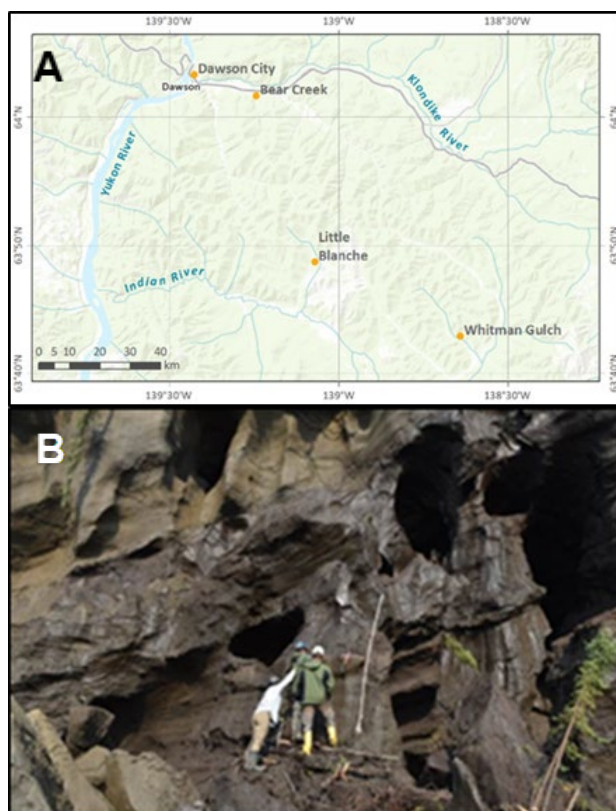 139°30'W
139°W
138°30'W
A
Dawson City
Dawson
Bear Creek
Klondike
River
64°N
Yukon River
63°50'N
63°50'N
Little
Blanche
Indian River
Whitman Gulch
0 5 10 20 30 40
km
63°40'N
63°40'N
139°30'W
139°W
138°30'W
B